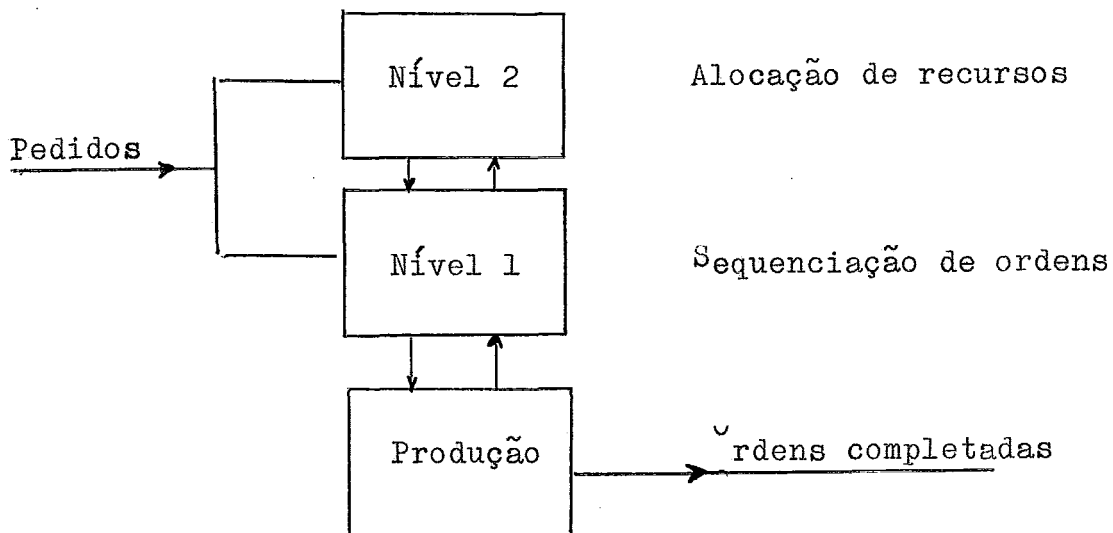 Nível 2
Alocação de recursos
Pedidos
Nível 1
Sequenciação de ordens
Produção
Ordens completadas